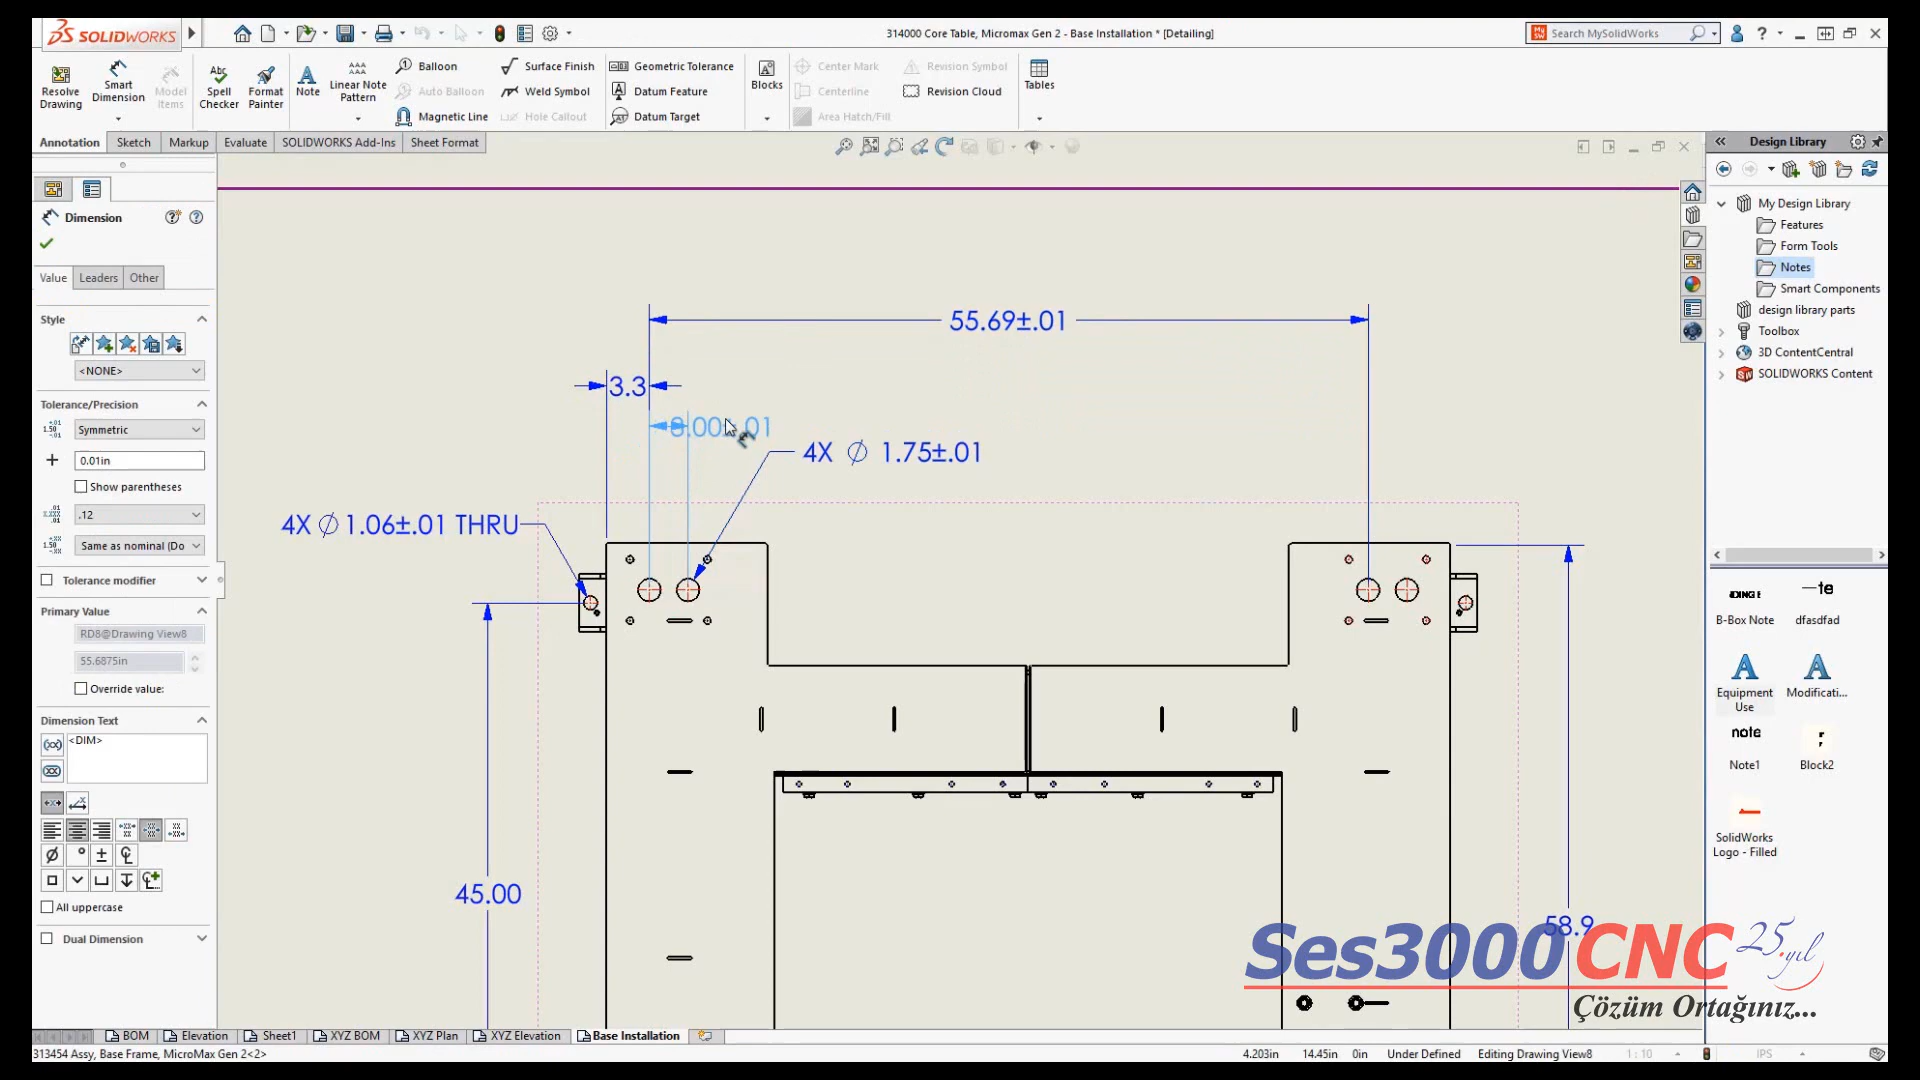 SOLIDWORKS
314000 Core Table, Micromax Gen 2 - Base Installation * [Detailing]
Search MySolidWorks
Resolve Drawing
Smart Dimension
Model Items
Spell Checker
Format Painter
Note
Linear Note Pattern
Balloon
Auto Balloon
Magnetic Line
Surface Finish
Weld Symbol
Hole Callout
Geometric Tolerance
Datum Feature
Datum Target
Blocks
Center Mark
Centerline
Area Hatch/Fill
Revision Symbol
Revision Cloud
Tables
Annotation
Sketch
Markup
Evaluate
SOLIDWORKS Add-Ins
Sheet Format
Dimension
Value
Leaders
Other
Style
<NONE>
Tolerance/Precision
Symmetric
0.01in
Show parentheses
.12
Same as nominal (Do
Tolerance modifier
Primary Value
RD8@Drawing View8
55.6875in
Override value:
Dimension Text
<DIM>
All uppercase
Dual Dimension
55.69±.01
3.3
4X Ø 1.75±.01
4X Ø 1.06±.01 THRU
45.00
58.9
Design Library
My Design Library
Features
Form Tools
Notes
Smart Components
design library parts
Toolbox
3D ContentCentral
SOLIDWORKS Content
B-Box Note
dfasdfad
Equipment Use
Modificati...
note
Note1
Block2
SolidWorks Logo - Filled
Ses3000CNC 25.yıl
Çözüm Ortağınız...
BOM
Elevation
Sheet1
XYZ BOM
XYZ Plan
XYZ Elevation
Base Installation
313454 Assy, Base Frame, MicroMax Gen 2<2>
4.203in
14.45in
0in
Under Defined
Editing Drawing View8
1 : 10
IPS